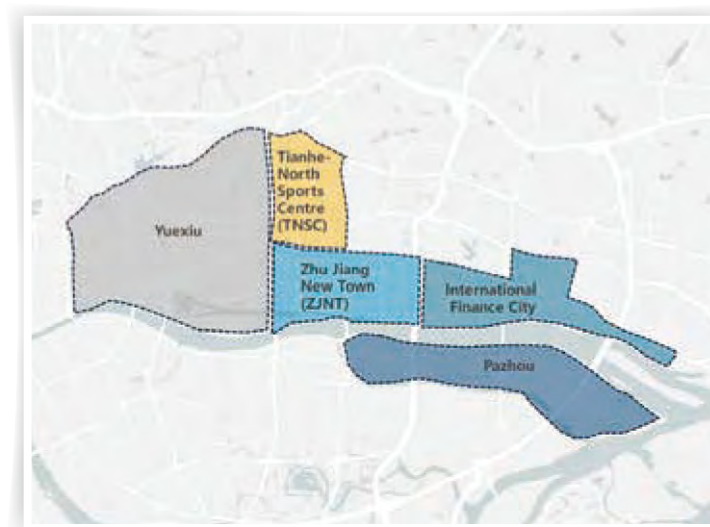 Tianhe-
North
Sports
Centre
(TNSC)
Yuexiu
Zhu Jiang
New Town
(ZJNT)
International
Finance City
Pazhou